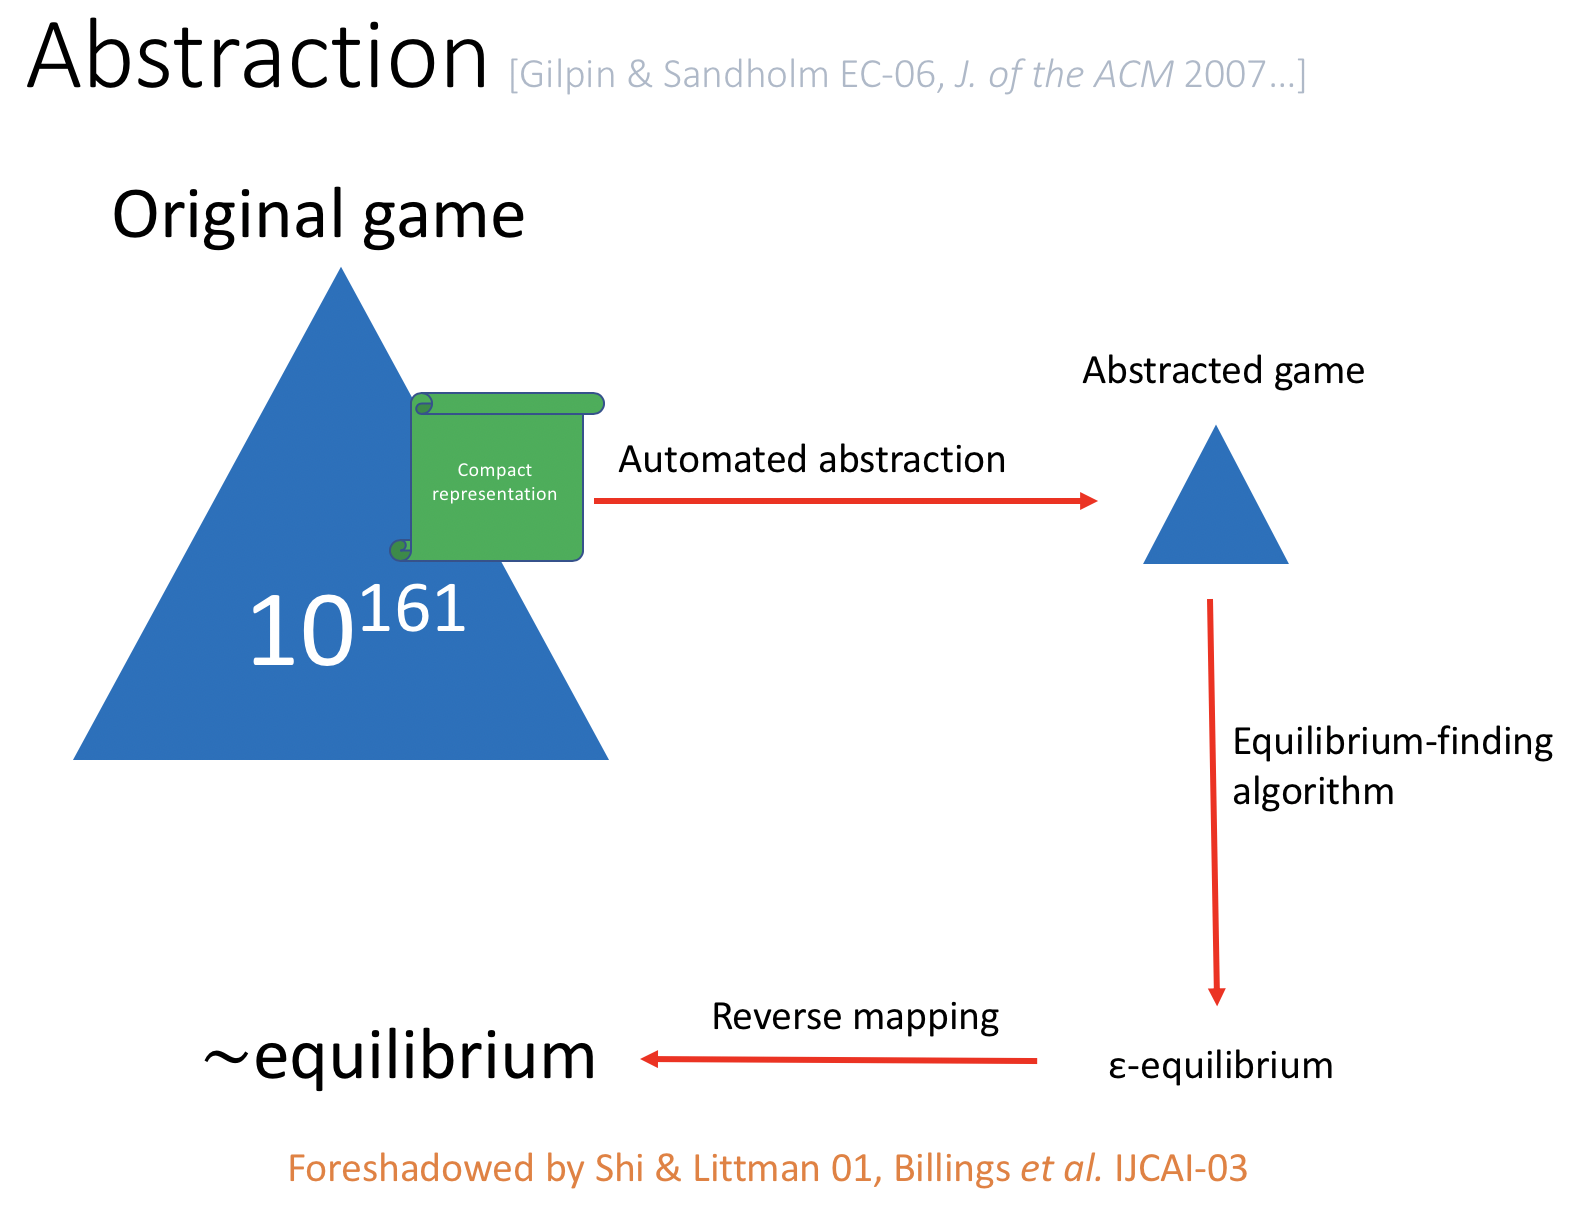 Abstraction [Gilpin & Sandholm EC-06, J. of the ACM 2007…]
Original game
Abstracted game
Compact
representation
Automated abstraction
10^161
Equilibrium-finding
algorithm
~equilibrium
Reverse mapping
ε-equilibrium
Foreshadowed by Shi & Littman 01, Billings et al. IJCAI-03